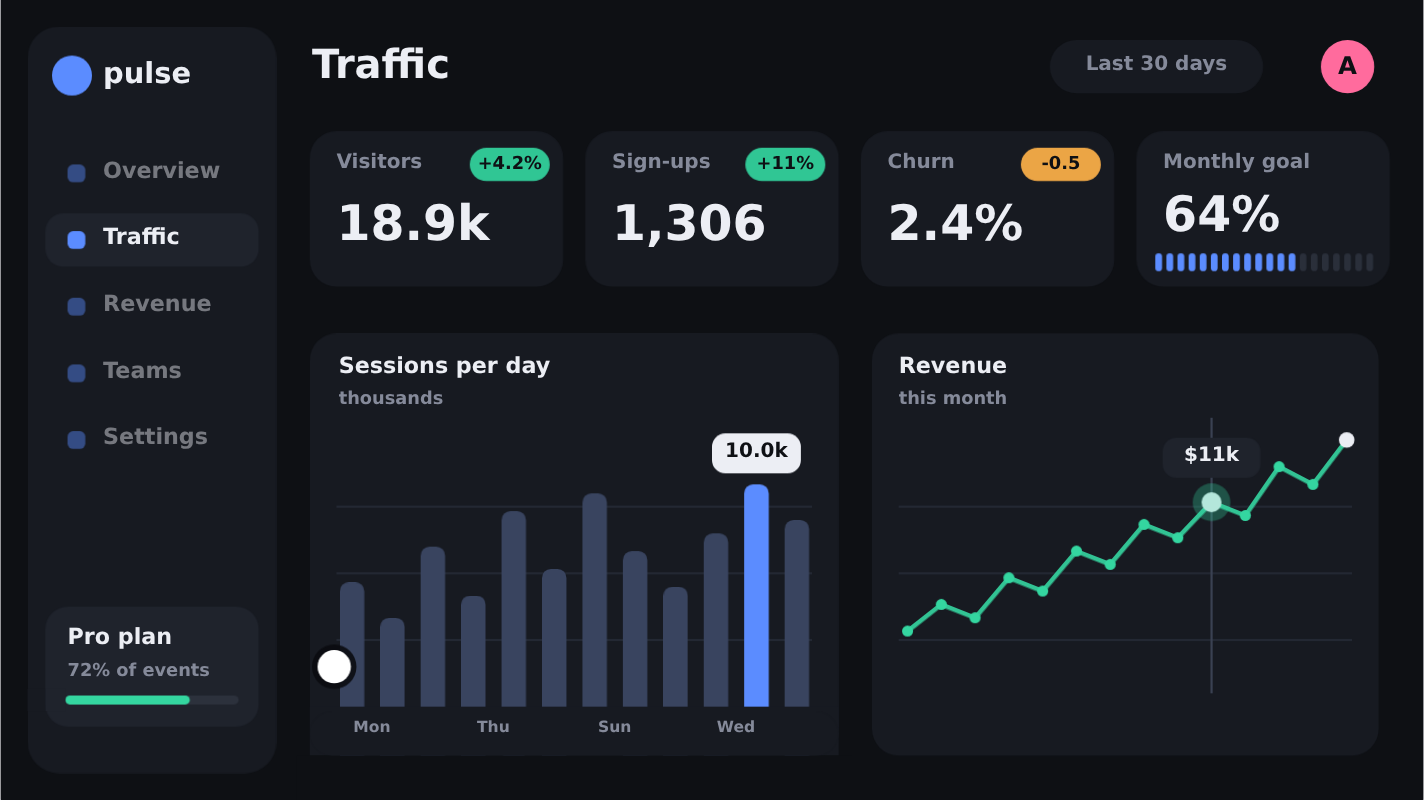 pulse
Overview
Traffic
Revenue
Teams
Settings
Pro plan
72% of events
Traffic
Last 30 days
A
Visitors
+4.2%
18.9k
Sign-ups
+11%
1,306
Churn
-0.5
2.4%
Monthly goal
64%
Sessions per day
thousands
10.0k
Mon
Thu
Sun
Wed
Revenue
this month
$11k